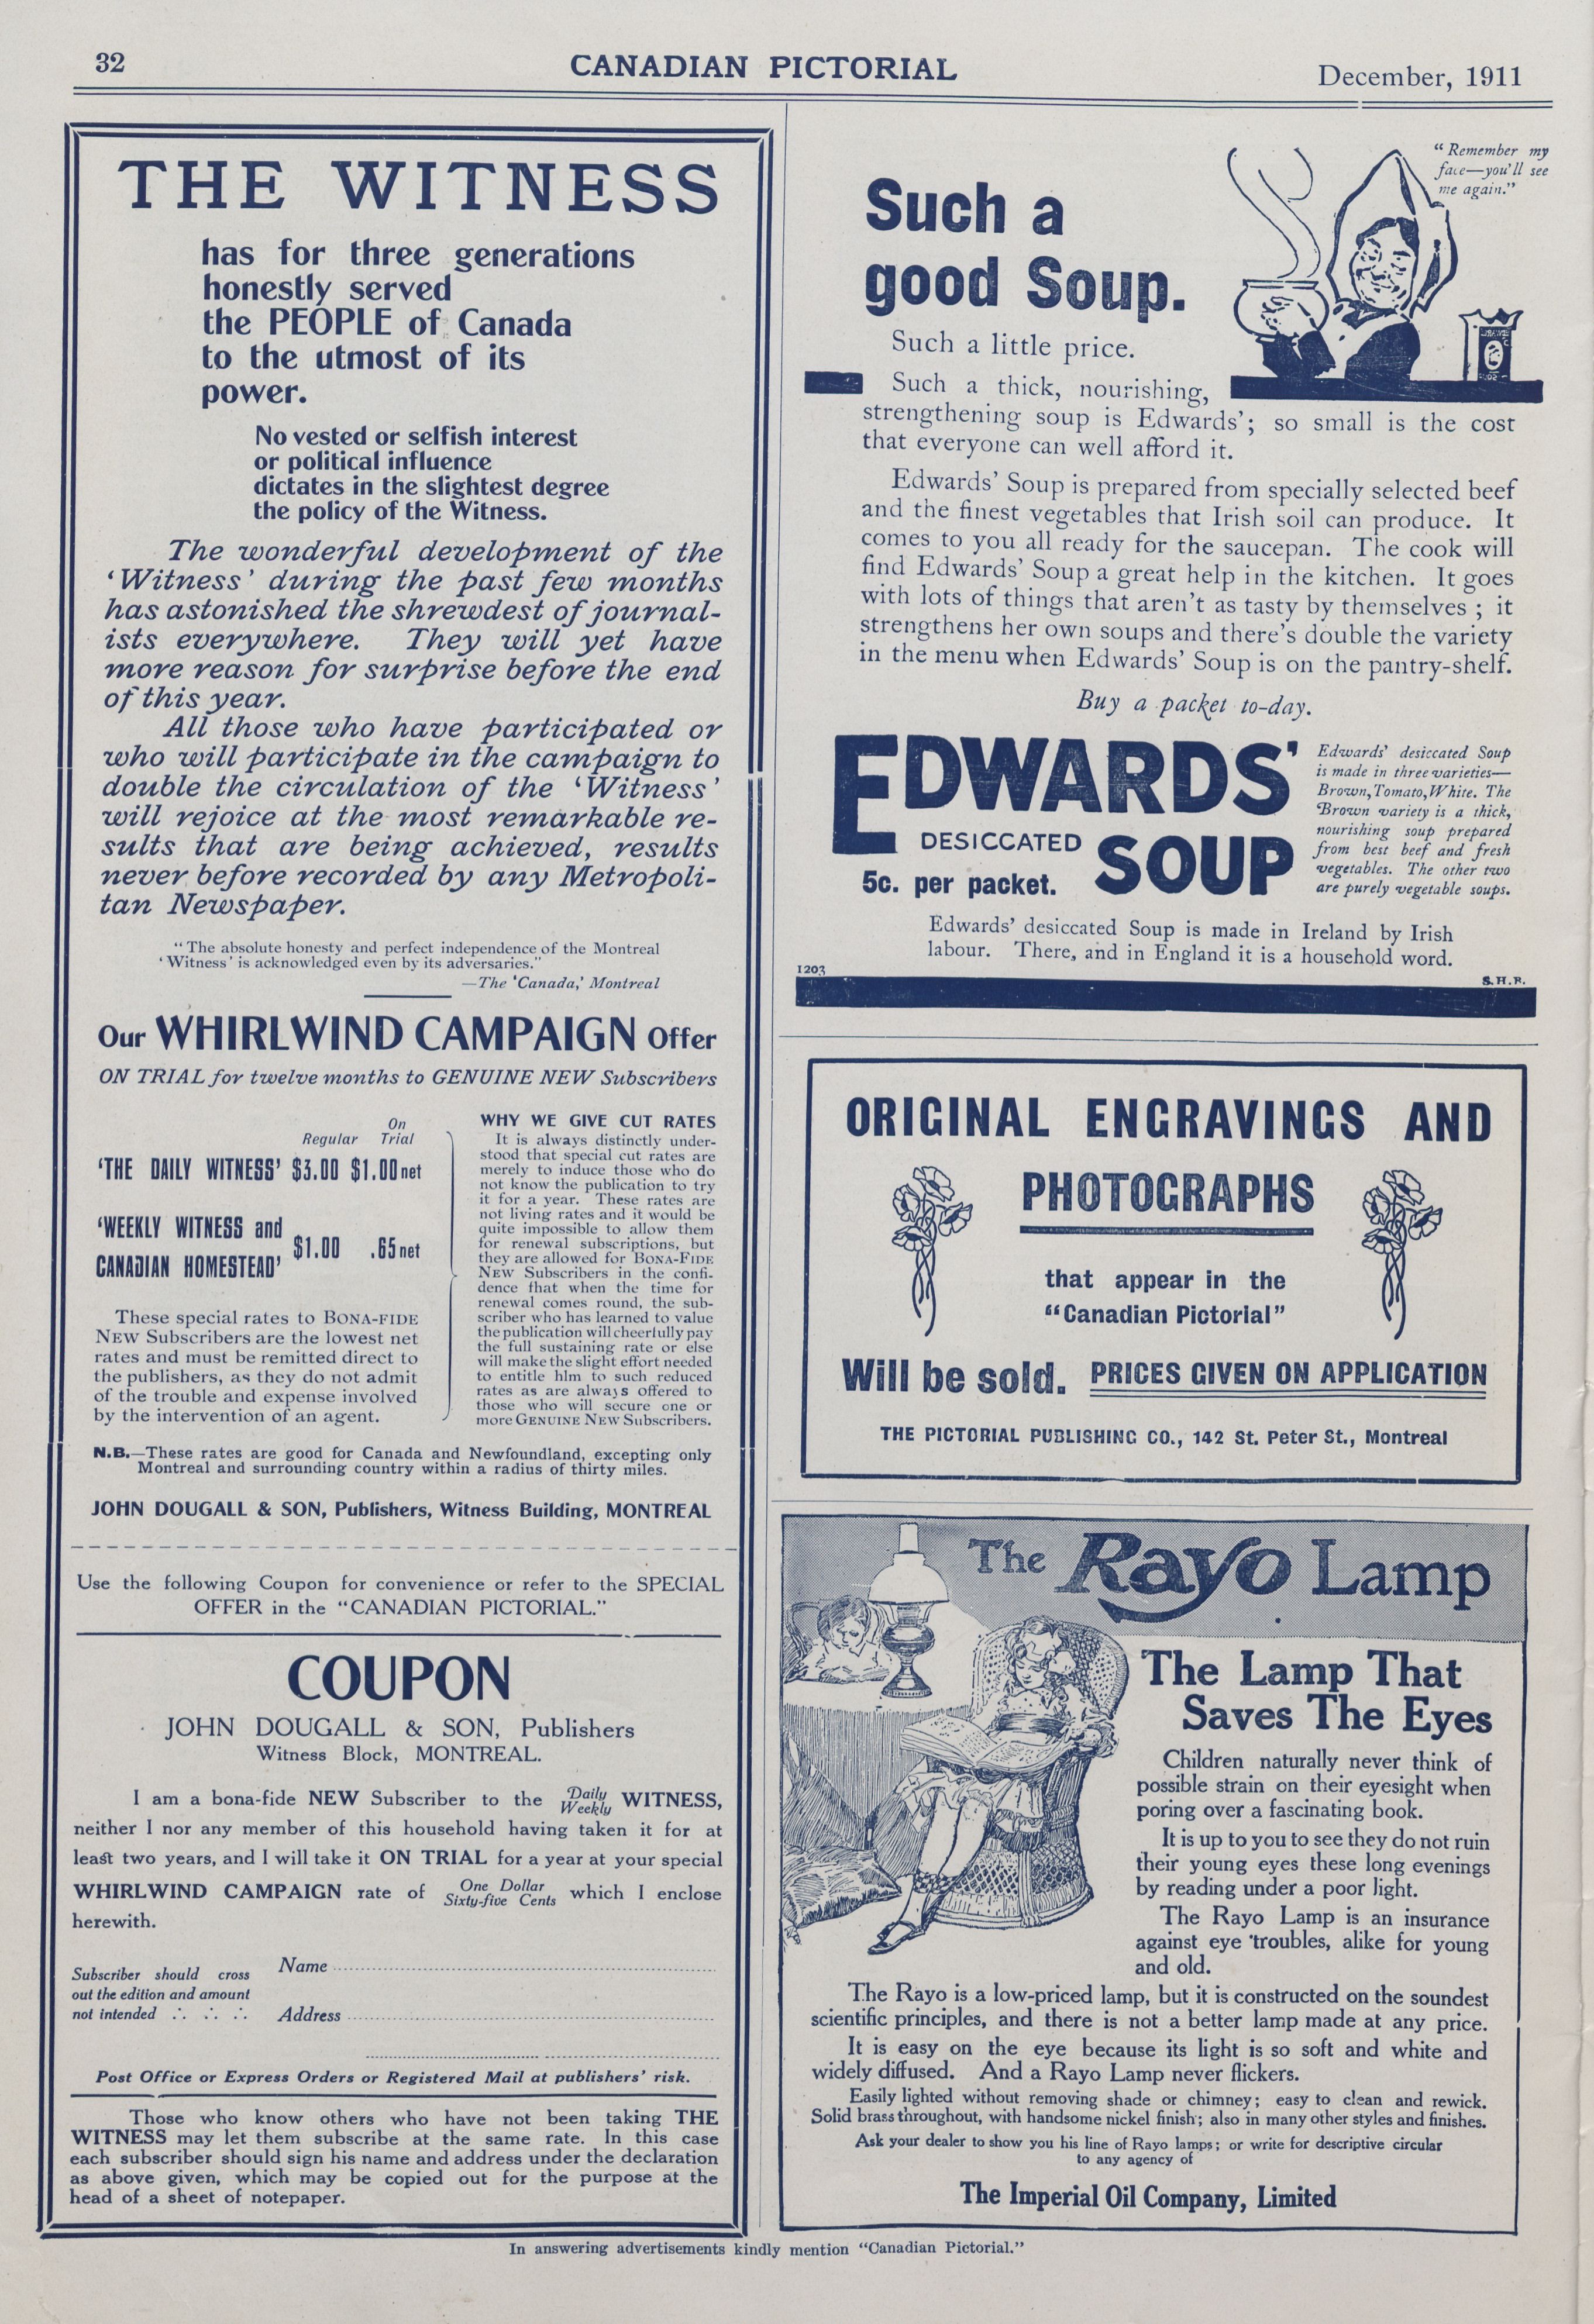 32
CANADIAN PICTORIAL
December, 1911
THE WITNESS
has for three generations
honestly served
the PEOPLE of Canada
to the utmost of its
power.
No vested or selfish interest
or political influence
dictates in the slightest degree
the policy of the Witness.
The wonderful development of the
'Witness' during the past few months
has astonished the shrewdest of journal-
ists everywhere. They will yet have
more reason for surprise before the end
of this year.
All those who have participated or
who will participate in the campaign to
double the circulation of the 'Witness'
will rejoice at the most remarkable re-
sults that are being achieved, results
never before recorded by any Metropoli-
tan Newspaper.
"The absolute honesty and perfect independence of the Montreal
'Witness' is acknowledged even by its adversaries."
—The 'Canada,' Montreal
Our WHIRLWIND CAMPAIGN Offer
ON TRIAL for twelve months to GENUINE NEW Subscribers
On
Regular Trial
'THE DAILY WITNESS' $3.00 $1.00 net
'WEEKLY WITNESS and
CANADIAN HOMESTEAD' $1.00 .65 net
These special rates to BONA-FIDE
NEW Subscribers are the lowest net
rates and must be remitted direct to
the publishers, as they do not admit
of the trouble and expense involved
by the intervention of an agent.
WHY WE GIVE CUT RATES
It is always distinctly under-
stood that special cut rates are
merely to induce those who do
not know the publication to try
it for a year. These rates are
not living rates and it would be
quite impossible to allow them
for renewal subscriptions, but
they are allowed for BONA-FIDE
NEW Subscribers in the confi-
dence that when the time for
renewal comes round, the sub-
scriber who has learned to value
the publication will cheerfully pay
the full sustaining rate or else
will make the slight effort needed
to entitle him to such reduced
rates as are always offered to
those who will secure one or
more GENUINE NEW Subscribers.
N.B.—These rates are good for Canada and Newfoundland, excepting only
Montreal and surrounding country within a radius of thirty miles.
JOHN DOUGALL & SON, Publishers, Witness Building, MONTREAL
Use the following Coupon for convenience or refer to the SPECIAL
OFFER in the "CANADIAN PICTORIAL."
COUPON
JOHN DOUGALL & SON, Publishers
Witness Block, MONTREAL.
I am a bona-fide NEW Subscriber to the Daily Weekly WITNESS,
neither I nor any member of this household having taken it for at
least two years, and I will take it ON TRIAL for a year at your special
WHIRLWIND CAMPAIGN rate of One Dollar Sixty-five Cents which I enclose
herewith.
Subscriber should cross
out the edition and amount
not intended ∴ ∴ ∴
Name
Address
Post Office or Express Orders or Registered Mail at publishers' risk.
Those who know others who have not been taking THE
WITNESS may let them subscribe at the same rate. In this case
each subscriber should sign his name and address under the declaration
as above given, which may be copied out for the purpose at the
head of a sheet of notepaper.
"Remember my
face—you'll see
me again."
Such a
good Soup.
Such a little price.
Such a thick, nourishing,
strengthening soup is Edwards'; so small is the cost
that everyone can well afford it.
Edwards' Soup is prepared from specially selected beef
and the finest vegetables that Irish soil can produce. It
comes to you all ready for the saucepan. The cook will
find Edwards' Soup a great help in the kitchen. It goes
with lots of things that aren't as tasty by themselves; it
strengthens her own soups and there's double the variety
in the menu when Edwards' Soup is on the pantry-shelf.
Buy a packet to-day.
EDWARDS'
DESICCATED SOUP
5c. per packet.
Edwards' desiccated Soup
is made in three varieties—
Brown, Tomato, White. The
Brown variety is a thick,
nourishing soup prepared
from best beef and fresh
vegetables. The other two
are purely vegetable soups.
Edwards' desiccated Soup is made in Ireland by Irish
labour. There, and in England it is a household word.
1203
S.H.B.
ORIGINAL ENGRAVINGS AND
PHOTOGRAPHS
that appear in the
"Canadian Pictorial"
Will be sold. PRICES GIVEN ON APPLICATION
THE PICTORIAL PUBLISHING CO., 142 St. Peter St., Montreal
The Rayo Lamp
The Lamp That
Saves The Eyes
Children naturally never think of
possible strain on their eyesight when
poring over a fascinating book.
It is up to you to see they do not ruin
their young eyes these long evenings
by reading under a poor light.
The Rayo Lamp is an insurance
against eye troubles, alike for young
and old.
The Rayo is a low-priced lamp, but it is constructed on the soundest
scientific principles, and there is not a better lamp made at any price.
It is easy on the eye because its light is so soft and white and
widely diffused. And a Rayo Lamp never flickers.
Easily lighted without removing shade or chimney; easy to clean and rewick.
Solid brass throughout, with handsome nickel finish; also in many other styles and finishes.
Ask your dealer to show you his line of Rayo lamps; or write for descriptive circular
to any agency of
The Imperial Oil Company, Limited
In answering advertisements kindly mention "Canadian Pictorial."